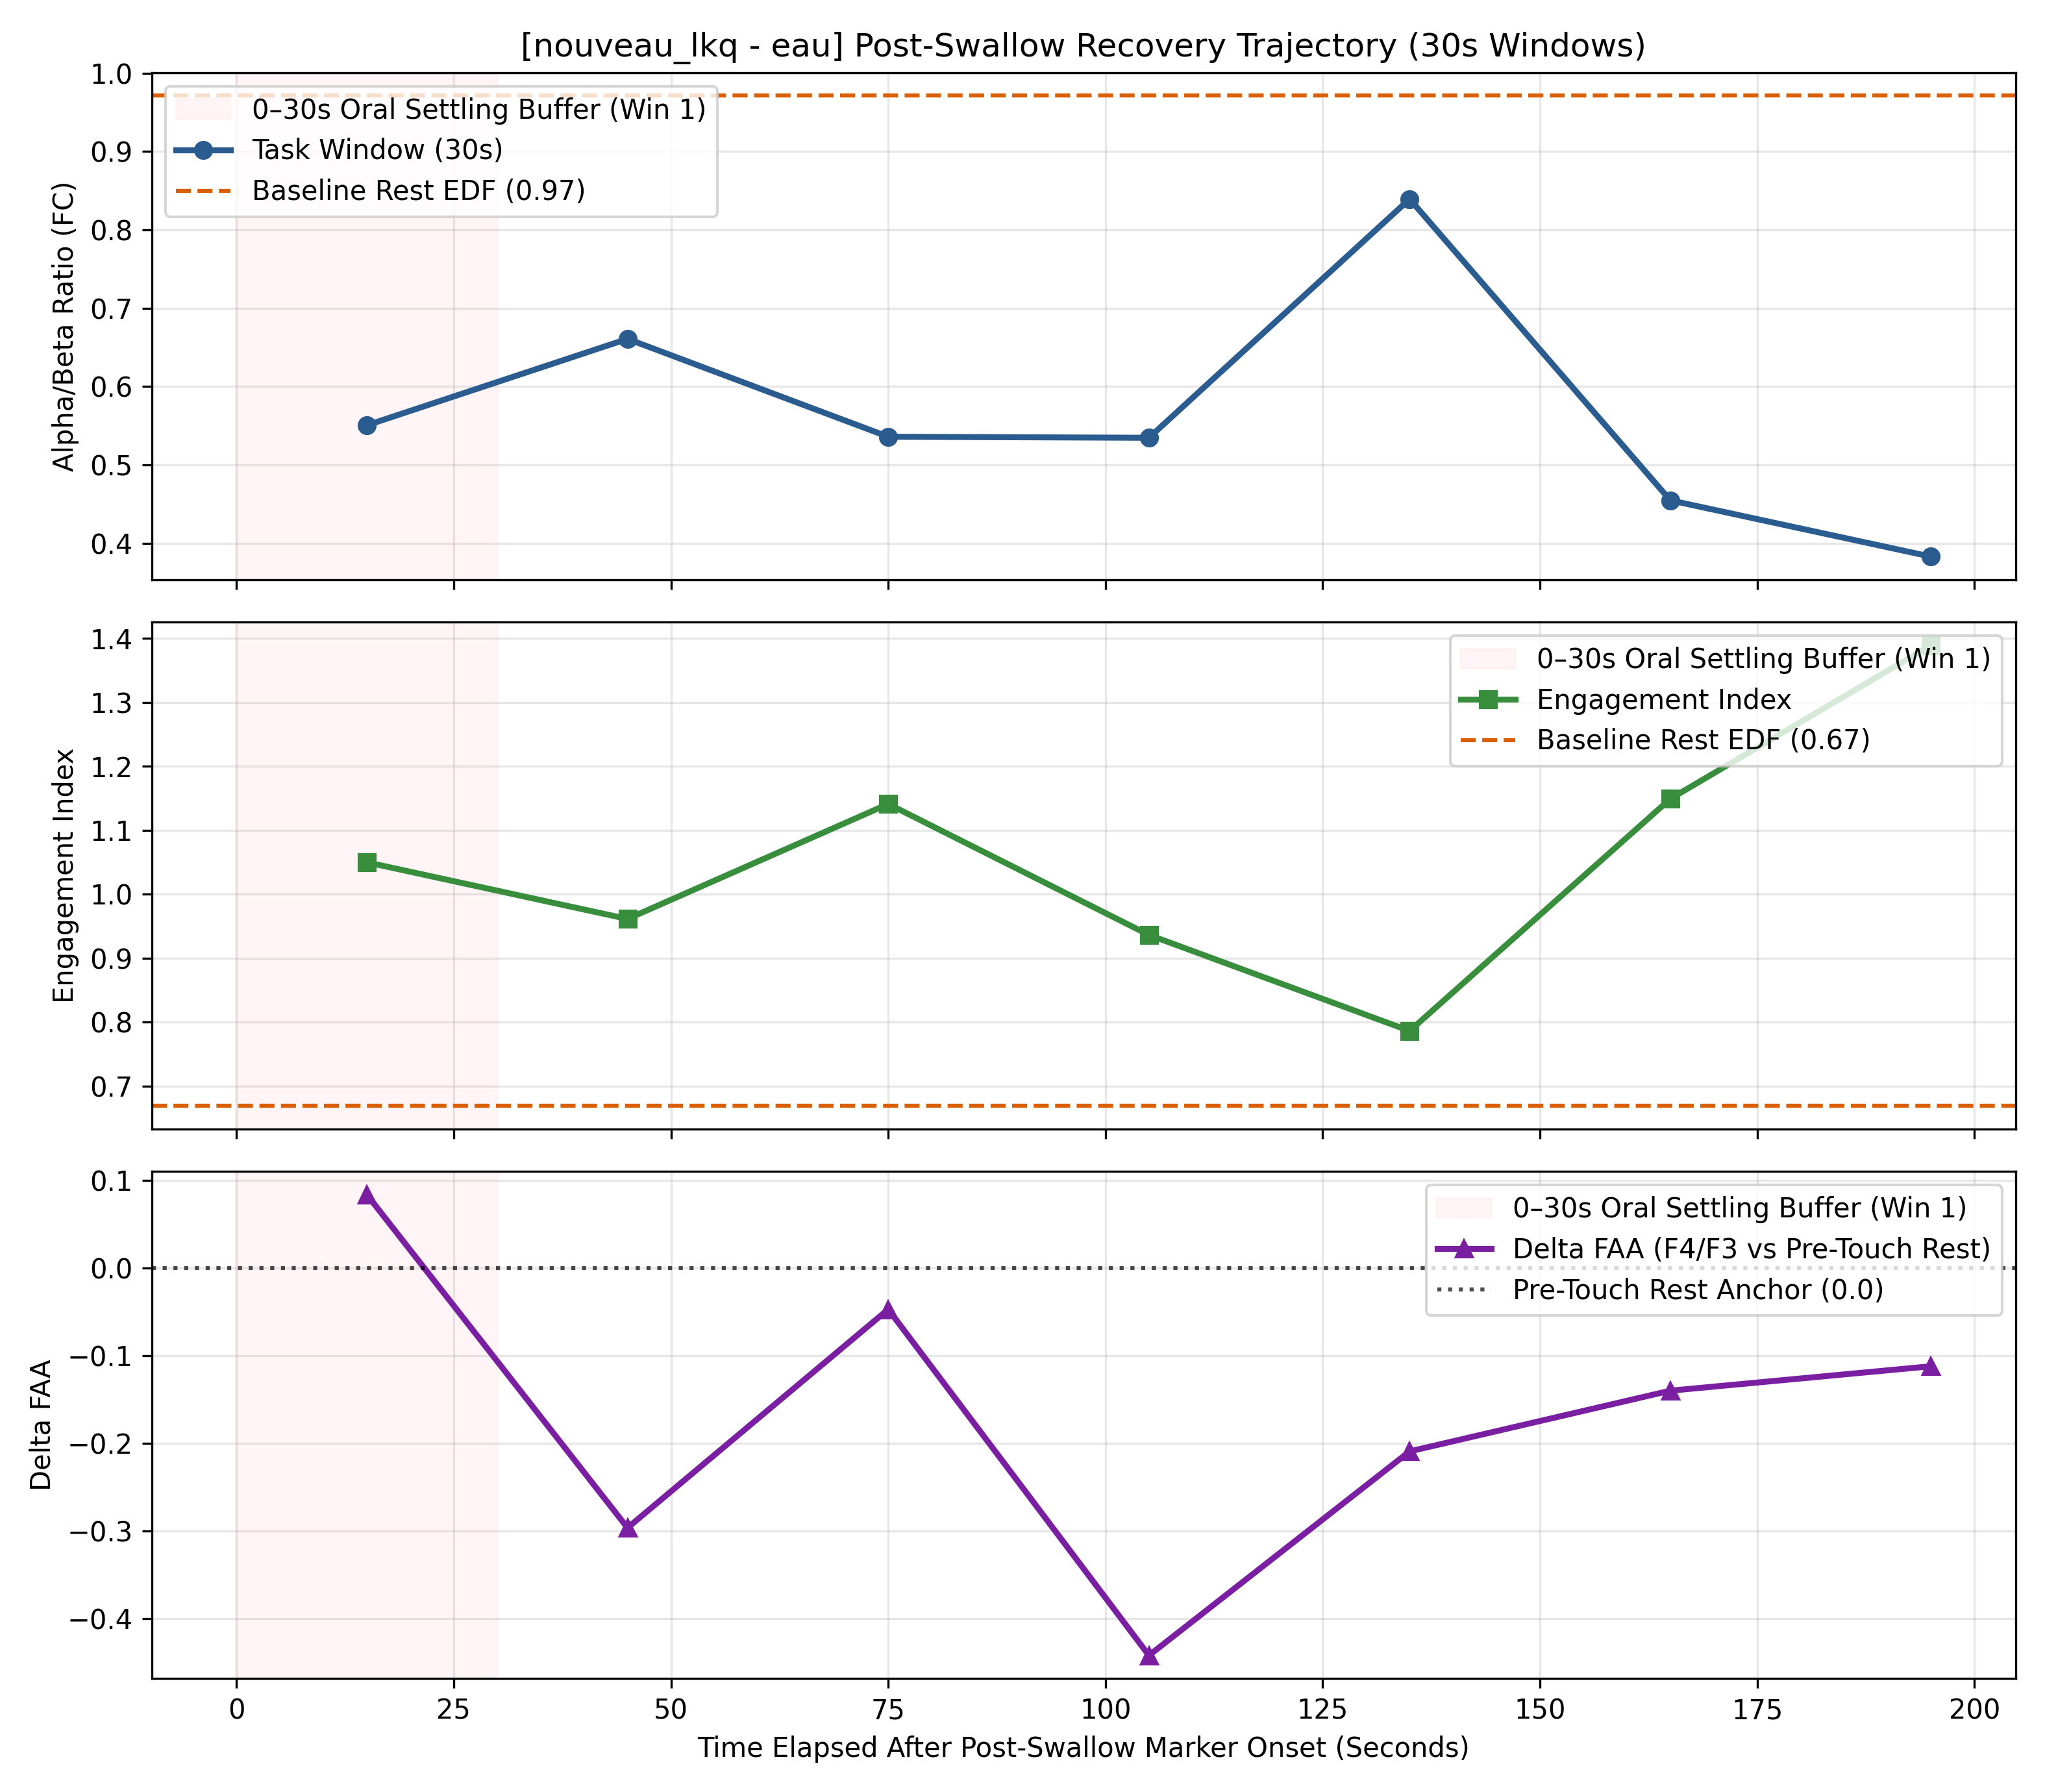 [nouveau_lkq - eau] Post-Swallow Recovery Trajectory (30s Windows)
1.0
0.9
0.8
0.7
0.6
0.5
0.4
Alpha/Beta Ratio (FC)
0–30s Oral Settling Buffer (Win 1)
Task Window (30s)
Baseline Rest EDF (0.97)
1.4
1.3
1.2
1.1
1.0
0.9
0.8
0.7
Engagement Index
0–30s Oral Settling Buffer (Win 1)
Engagement Index
Baseline Rest EDF (0.67)
0.1
0.0
−0.1
−0.2
−0.3
−0.4
Delta FAA
0–30s Oral Settling Buffer (Win 1)
Delta FAA (F4/F3 vs Pre-Touch Rest)
Pre-Touch Rest Anchor (0.0)
0 25 50 75 100 125 150 175 200
Time Elapsed After Post-Swallow Marker Onset (Seconds)